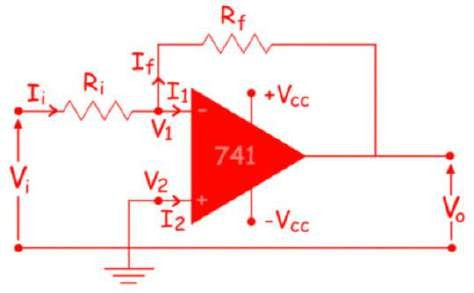 Rf
If
Ii
Ri
I1
+Vcc
V1
-
741
Vi
V2
+
I2
-Vcc
Vo